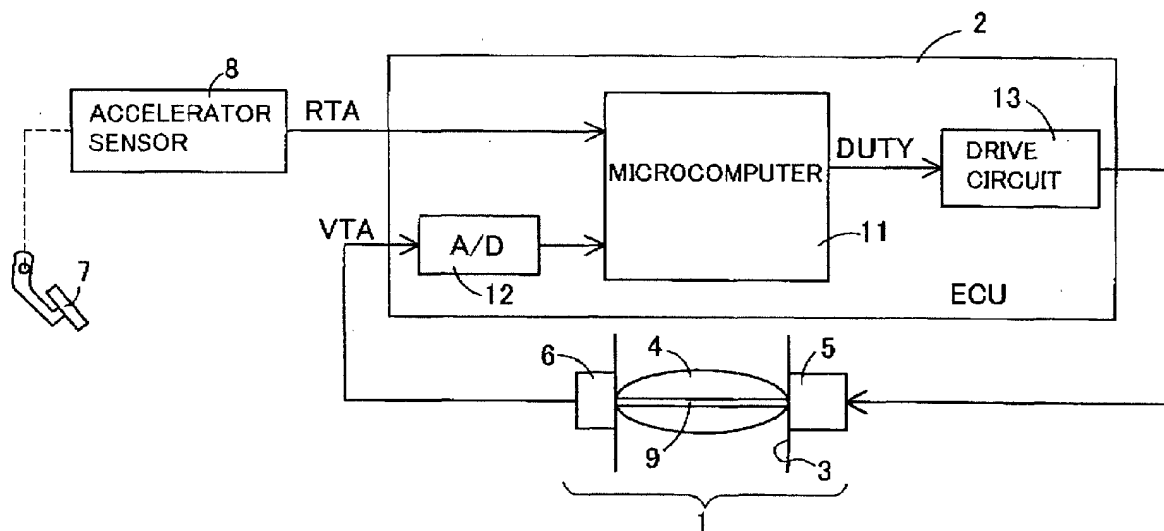 2
8
13
ACCELERATOR
SENSOR
RTA
MICROCOMPUTER
DUTY
DRIVE
CIRCUIT
VTA
A/D
11
7
12
ECU
6
4
5
9
3
1